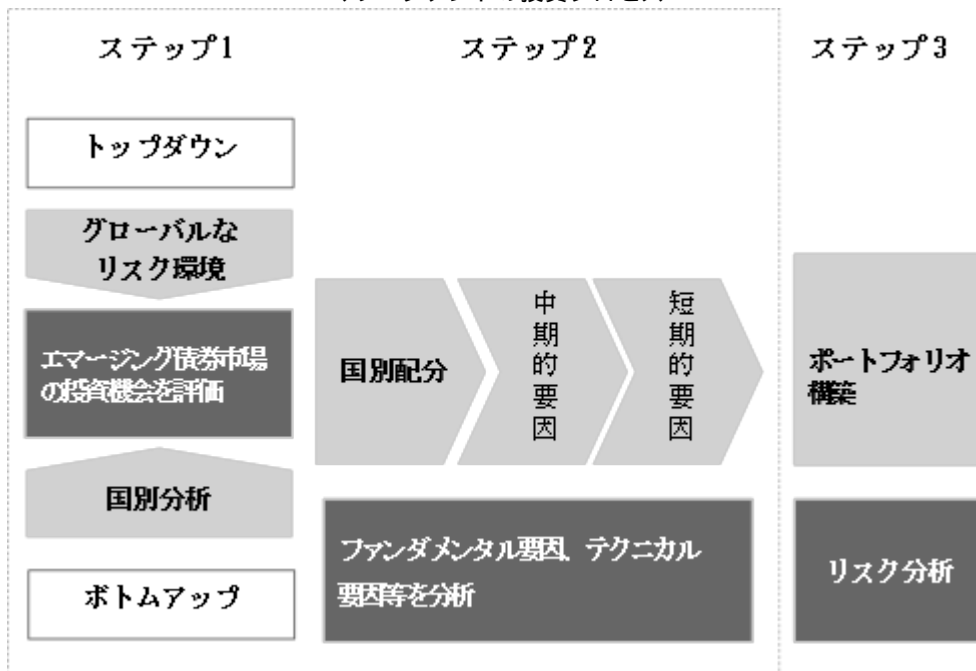 ステップ1
ステップ2
ステップ3
トップダウン
グローバルな
リスク環境
エマージング債券市場
の投資機会を評価
国別分析
ボトムアップ
国別配分
中期的要因
短期的要因
ファンダメンタル要因、テクニカル
要因等を分析
ポートフォリオ
構築
リスク分析